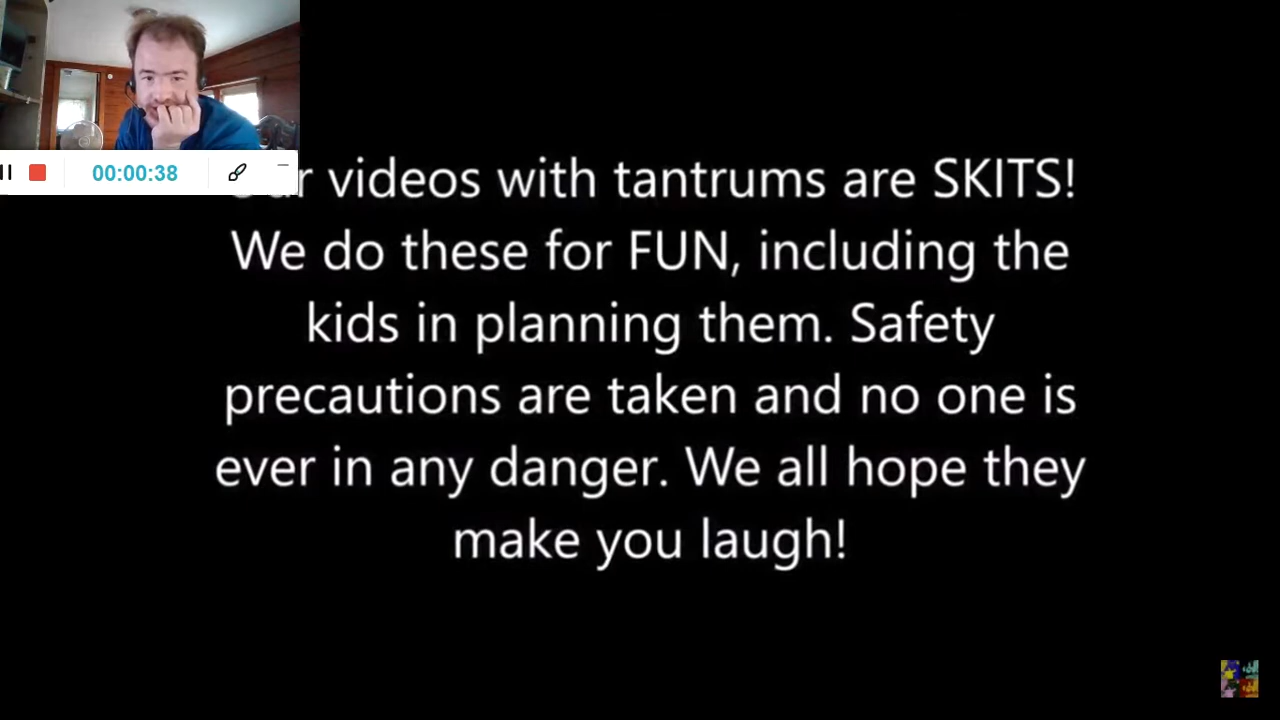 00:00:38
videos with tantrums are SKITS!
We do these for FUN, including the
kids in planning them. Safety
precautions are taken and no one is
ever in any danger. We all hope they
make you laugh!